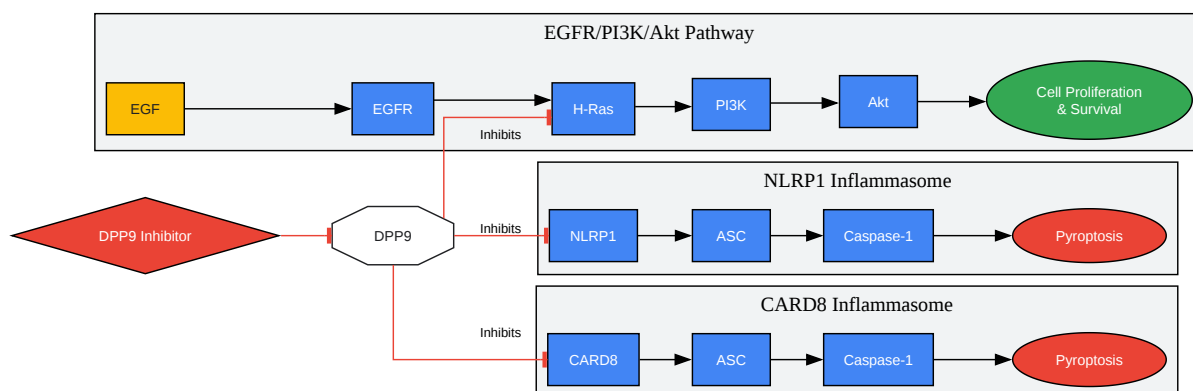 EGFR/PI3K/Akt Pathway
EGF
EGFR
H-Ras
PI3K
Akt
Cell Proliferation
& Survival
Inhibits
NLRP1 Inflammasome
DPP9 Inhibitor
DPP9
Inhibits
NLRP1
ASC
Caspase-1
Pyroptosis
CARD8 Inflammasome
Inhibits
CARD8
ASC
Caspase-1
Pyroptosis